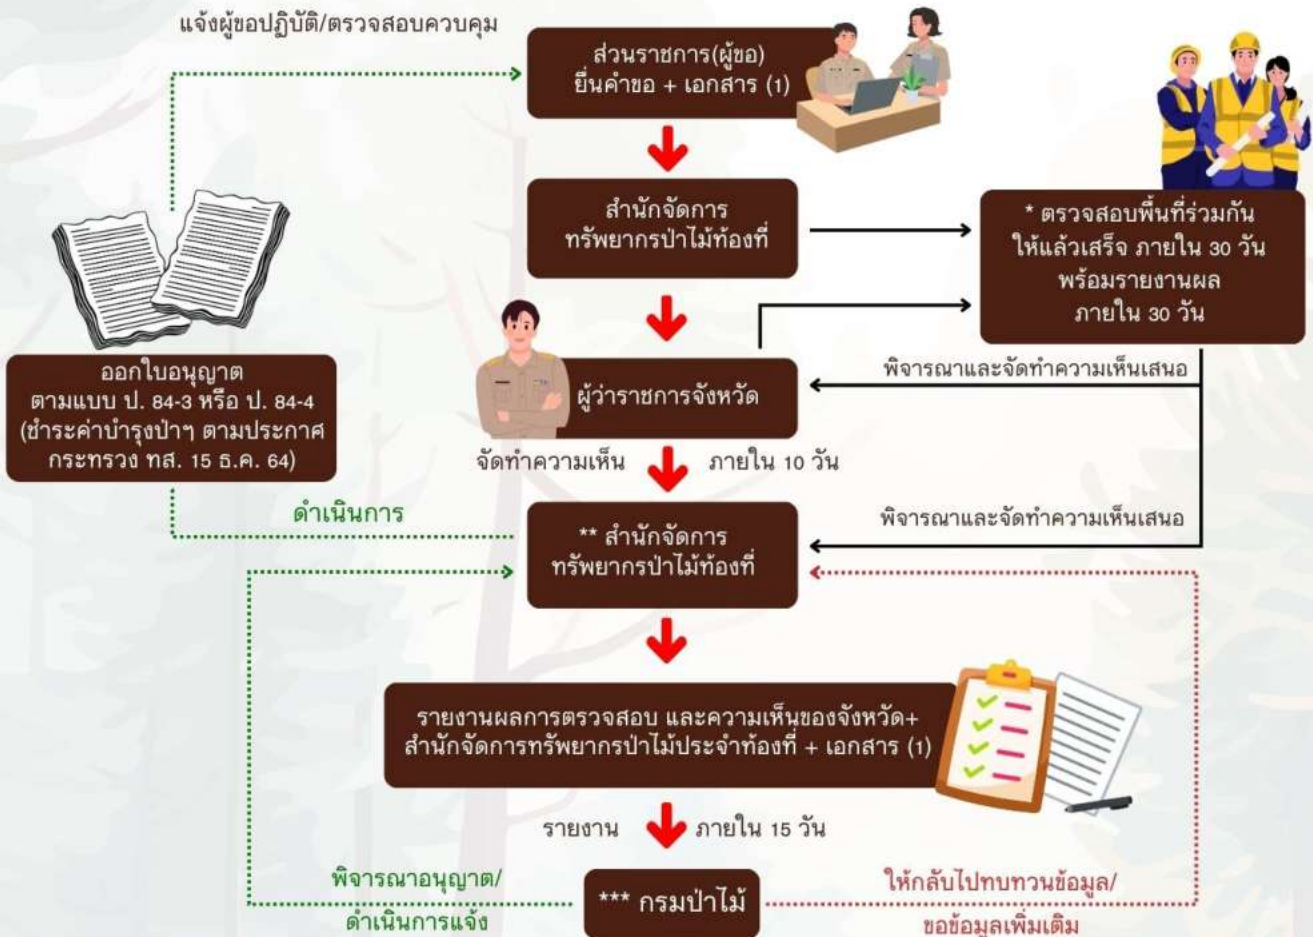 แจ้งผู้ขอปฏิบัติ/ตรวจสอบควบคุม
ส่วนราชการ(ผู้ขอ)
ยื่นคำขอ + เอกสาร (1)
สำนักจัดการ
ทรัพยากรป่าไม้ท้องที่
* ตรวจสอบพื้นที่ร่วมกัน
ให้แล้วเสร็จ ภายใน 30 วัน
พร้อมรายงานผล
ภายใน 30 วัน
ออกใบอนุญาต
ตามแบบ ป. 84-3 หรือ ป. 84-4
(ชำระค่าบำรุงป่าฯ ตามประกาศ
กระทรวง ทส. 15 ธ.ค. 64)
ผู้ว่าราชการจังหวัด
พิจารณาและจัดทำความเห็นเสนอ
จัดทำความเห็น
ภายใน 10 วัน
ดำเนินการ
** สำนักจัดการ
ทรัพยากรป่าไม้ท้องที่
พิจารณาและจัดทำความเห็นเสนอ
รายงานผลการตรวจสอบ และความเห็นของจังหวัด+
สำนักจัดการทรัพยากรป่าไม้ประจำท้องที่ + เอกสาร (1)
รายงาน
ภายใน 15 วัน
พิจารณาอนุญาต/
ดำเนินการแจ้ง
*** กรมป่าไม้
ให้กลับไปทบทวนข้อมูล/
ขอข้อมูลเพิ่มเติม